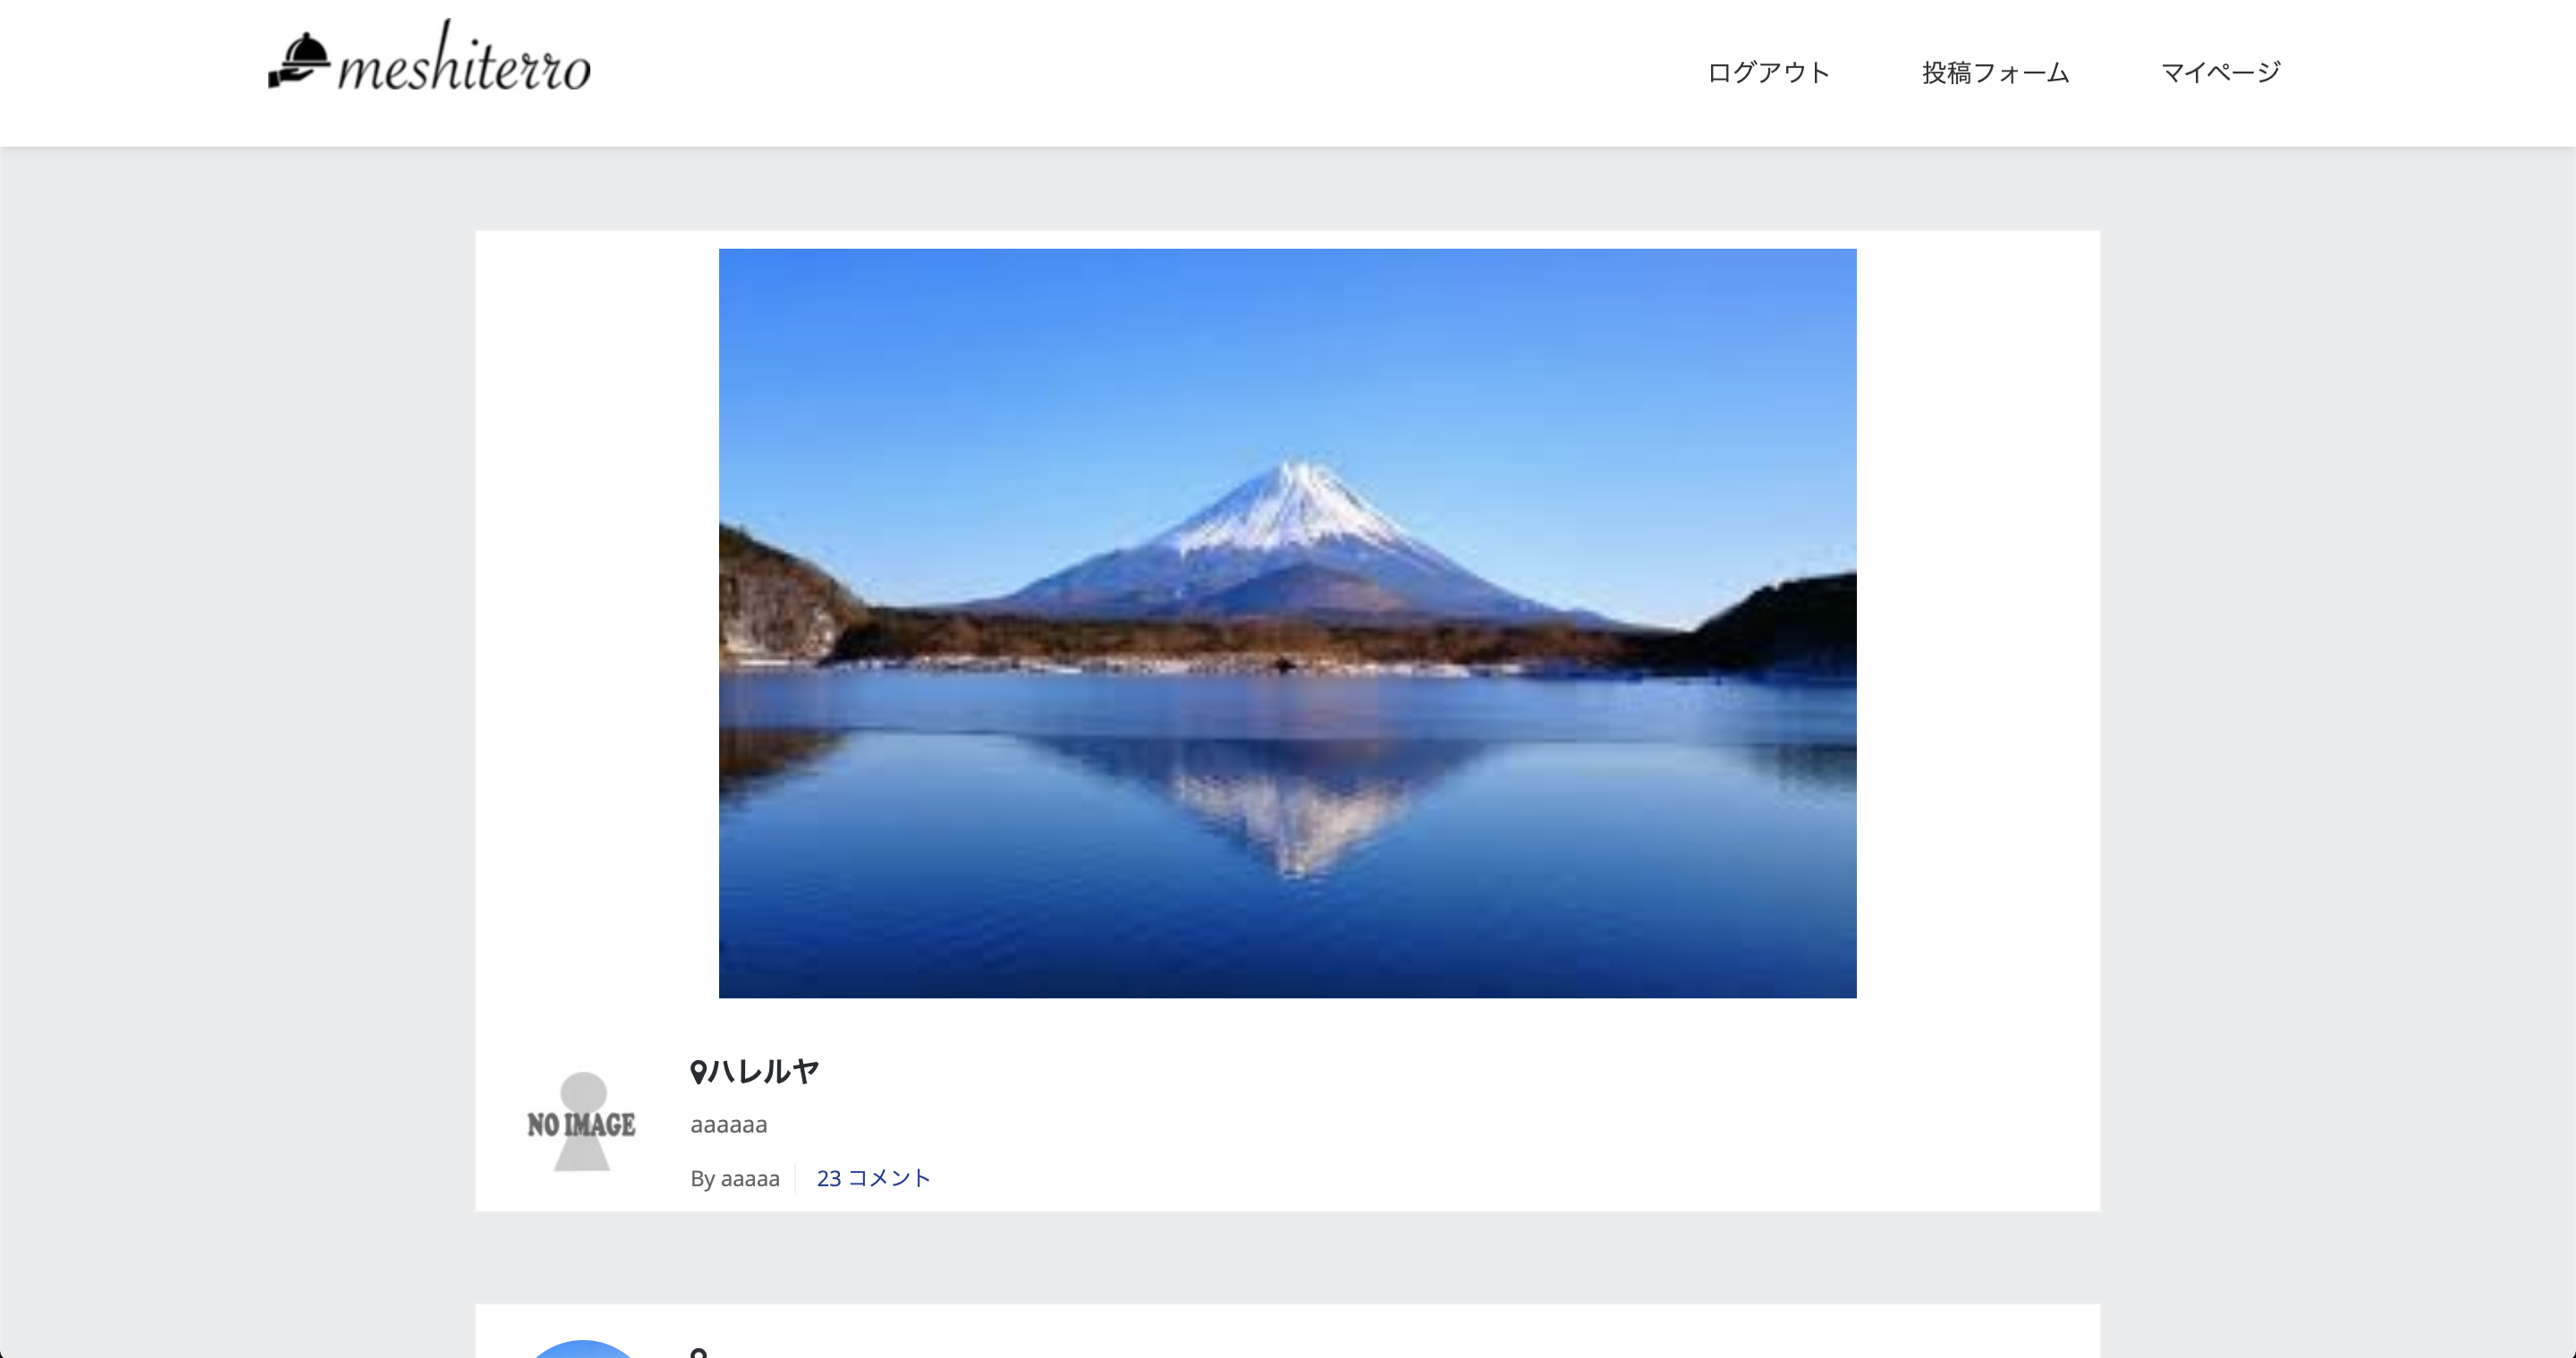 meshiterro
ログアウト 投稿フォーム マイページ
ハレルヤ
NO IMAGE
aaaaaa
By aaaaa 23 コメント